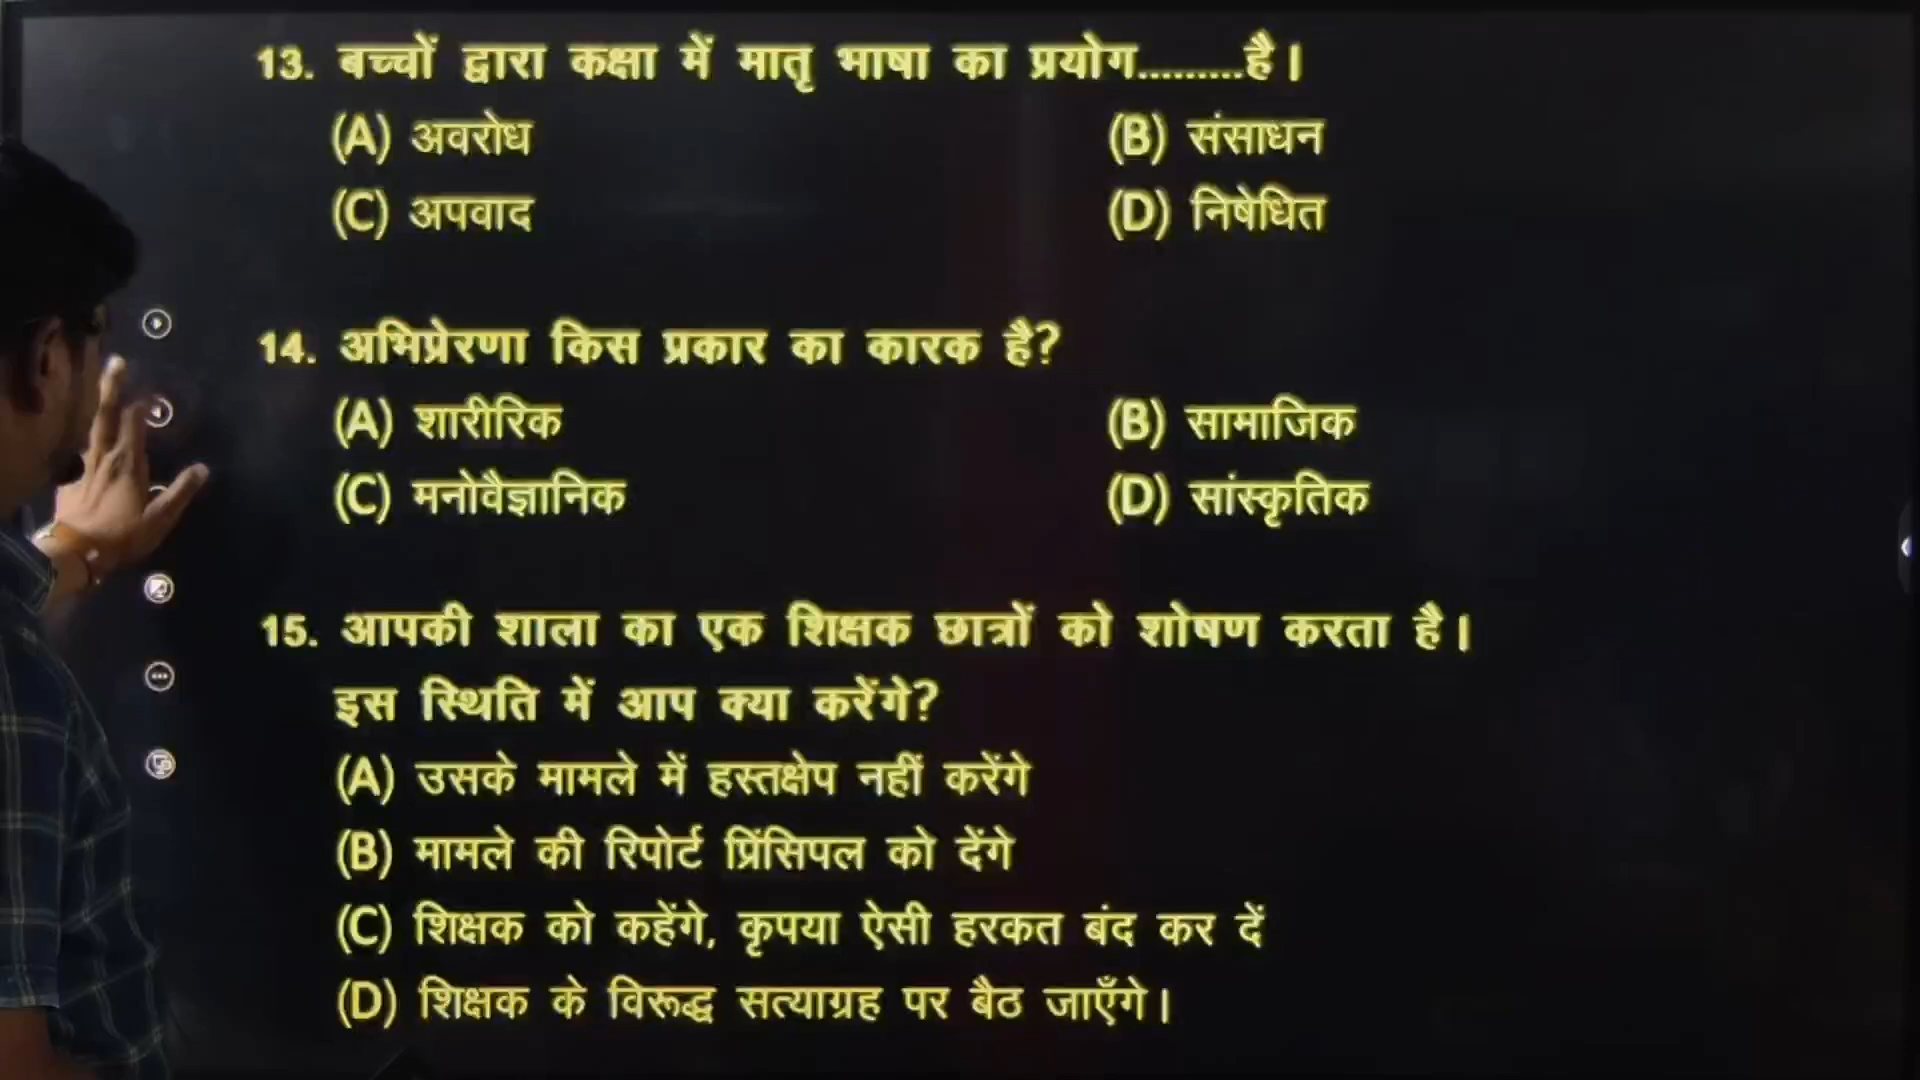 13. बच्चों द्वारा कक्षा में मातृ भाषा का प्रयोग.........है।
(A) अवरोध (B) संसाधन
(C) अपवाद (D) निषेधित
14. अभिप्रेरणा किस प्रकार का कारक है?
(A) शारीरिक (B) सामाजिक
(C) मनोवैज्ञानिक (D) सांस्कृतिक
15. आपकी शाला का एक शिक्षक छात्रों को शोषण करता है।
इस स्थिति में आप क्या करेंगे?
(A) उसके मामले में हस्तक्षेप नहीं करेंगे
(B) मामले की रिपोर्ट प्रिंसिपल को देंगे
(C) शिक्षक को कहेंगे, कृपया ऐसी हरकत बंद कर दें
(D) शिक्षक के विरूद्ध सत्याग्रह पर बैठ जाएँगे।